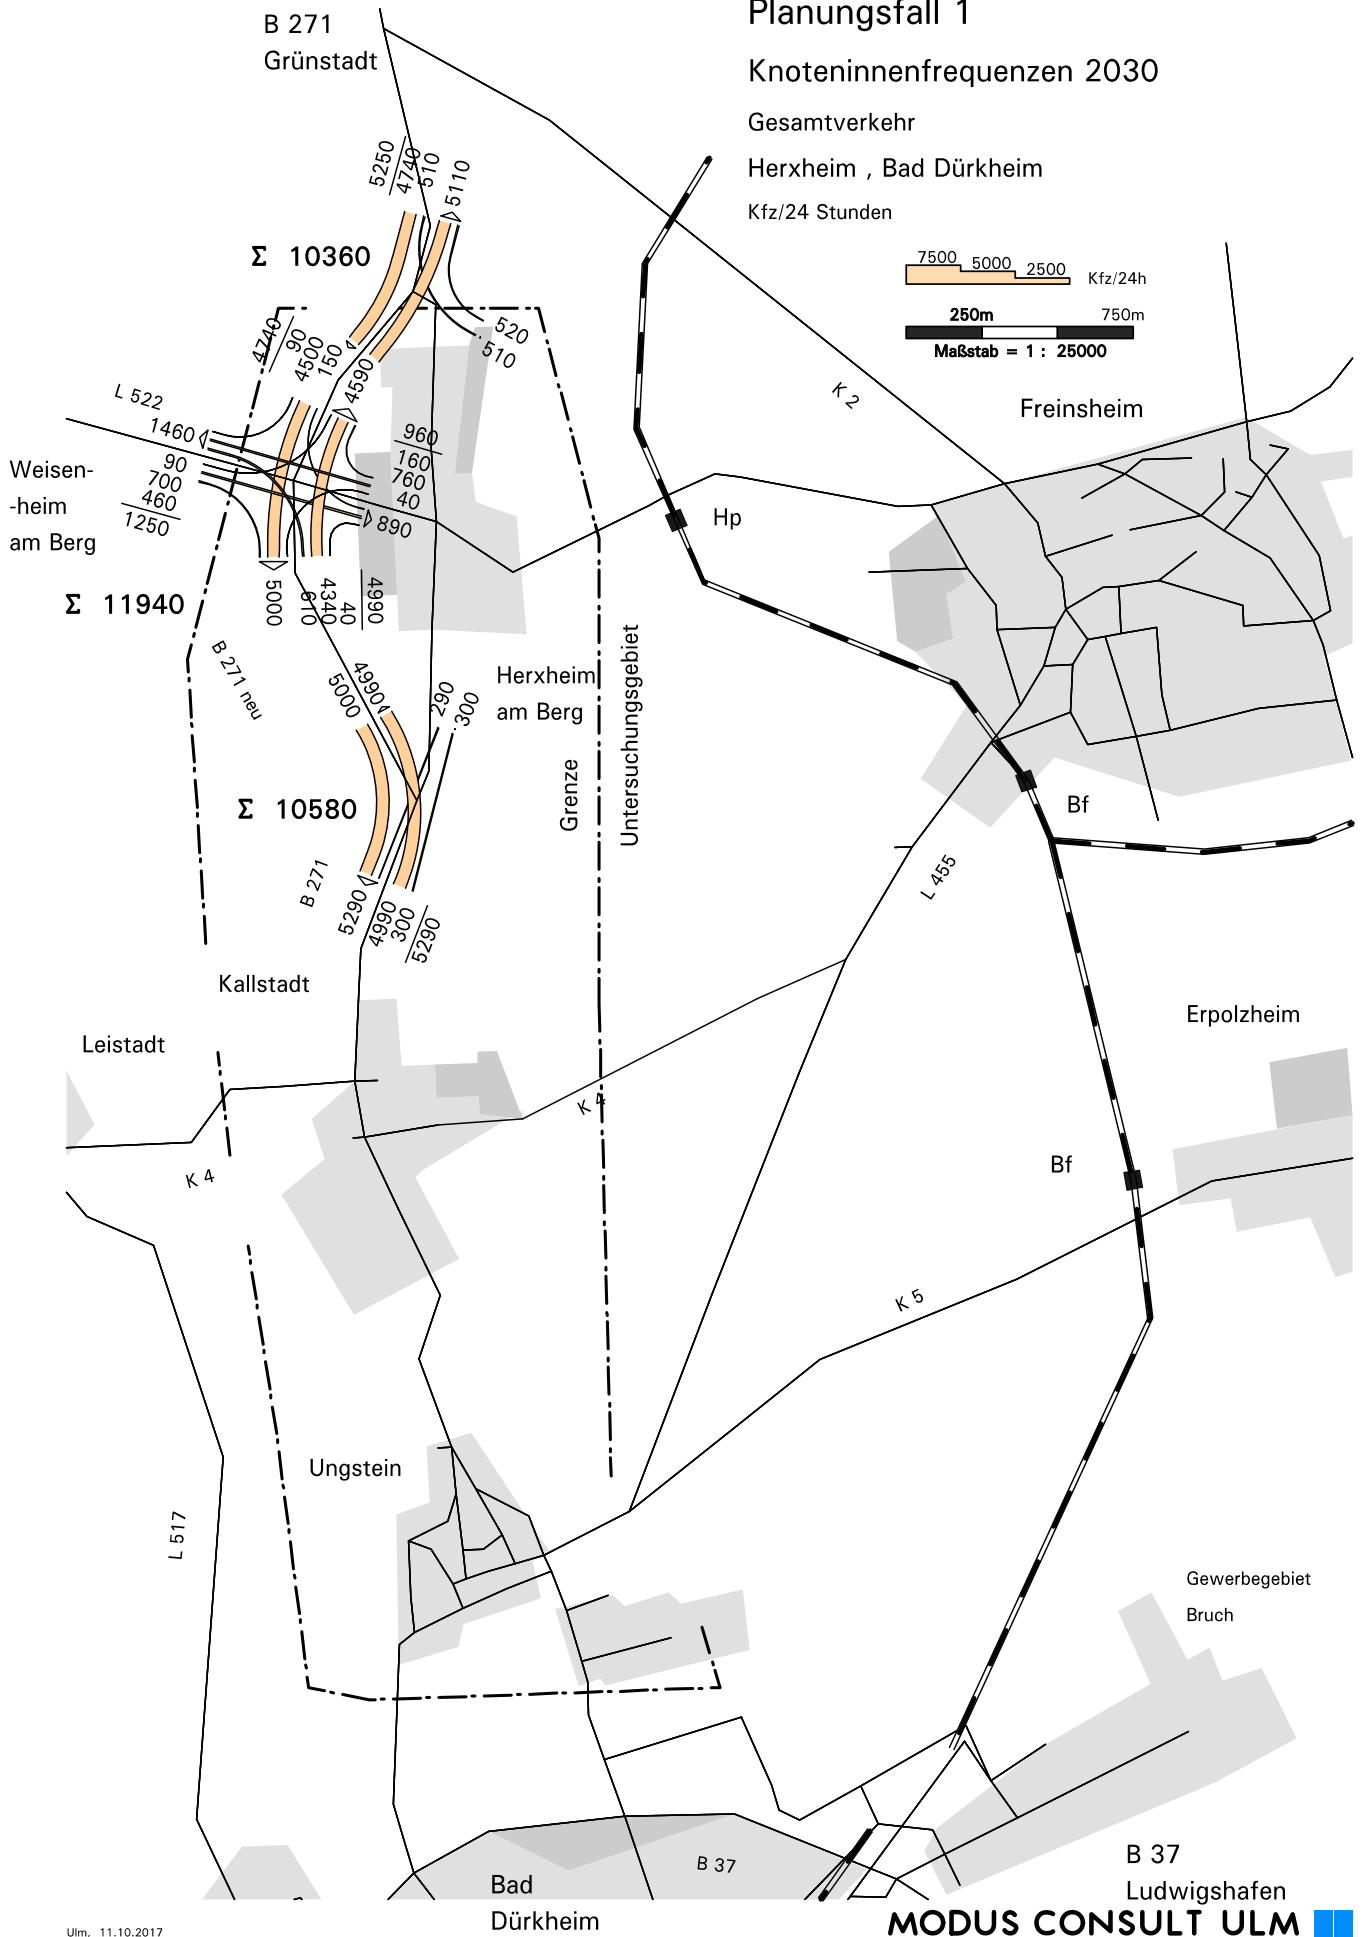 B 271
Grünstadt
Planungsfall 1
Knoteninnenfrequenzen 2030
Gesamtverkehr
Herxheim , Bad Dürkheim
Kfz/24 Stunden
7500
5000
2500
Kfz/24h
250m
750m
Maßstab = 1 : 25000
5250
4740
510
5110
Σ 10360
520
510
4740
90
4500
150
4590
L 522
1460
90
700
460
1250
Weisen-
-heim
am Berg
960
160
760
40
890
Σ 11940
5000
610
4340
40
4990
K 2
Freinsheim
Hp
B 271 neu
5000
4990
290
300
Herxheim
am Berg
Grenze
Untersuchungsgebiet
Σ 10580
B 271
5290
4990
300
5290
Bf
L 455
Kallstadt
Leistadt
Erpolzheim
K 4
K 4
Bf
K 5
Ungstein
L 517
Gewerbegebiet
Bruch
B 37
Bad
Dürkheim
B 37
Ludwigshafen
Ulm, 11.10.2017
MODUS CONSULT ULM